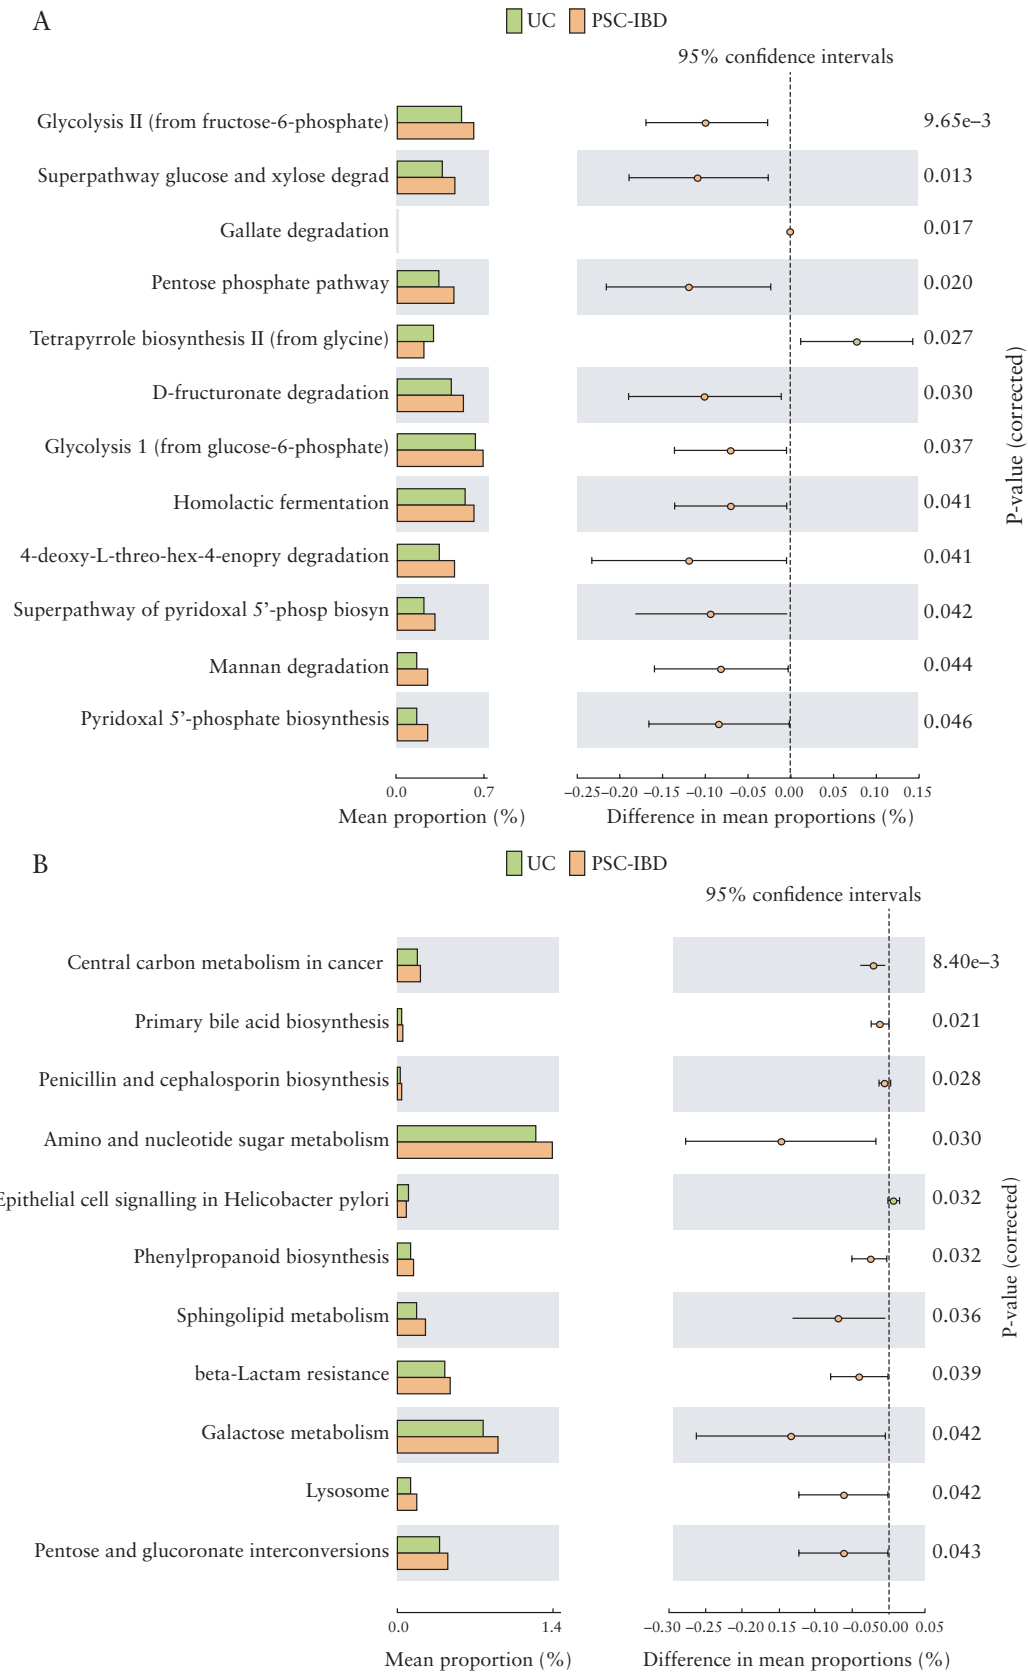 A
UC PSC-IBD
95% confidence intervals
Glycolysis II (from fructose-6-phosphate) 9.65e–3
Superpathway glucose and xylose degrad 0.013
Gallate degradation 0.017
Pentose phosphate pathway 0.020
Tetrapyrrole biosynthesis II (from glycine) 0.027
D-fructuronate degradation 0.030
Glycolysis 1 (from glucose-6-phosphate) 0.037
Homolactic fermentation 0.041
4-deoxy-L-threo-hex-4-enopry degradation 0.041
Superpathway of pyridoxal 5’-phosp biosyn 0.042
Mannan degradation 0.044
Pyridoxal 5’-phosphate biosynthesis 0.046
P-value (corrected)
0.0 0.7 –0.25 –0.20 –0.15 –0.10 –0.05 0.00 0.05 0.10 0.15
Mean proportion (%) Difference in mean proportions (%)
B
UC PSC-IBD
95% confidence intervals
Central carbon metabolism in cancer 8.40e–3
Primary bile acid biosynthesis 0.021
Penicillin and cephalosporin biosynthesis 0.028
Amino and nucleotide sugar metabolism 0.030
Epithelial cell signalling in Helicobacter pylori 0.032
Phenylpropanoid biosynthesis 0.032
Sphingolipid metabolism 0.036
beta-Lactam resistance 0.039
Galactose metabolism 0.042
Lysosome 0.042
Pentose and glucoronate interconversions 0.043
P-value (corrected)
0.0 1.4 -0.30 -0.25 -0.20 0.15 -0.10 -0.05 0.00 0.05
Mean proportion (%) Difference in mean proportions (%)